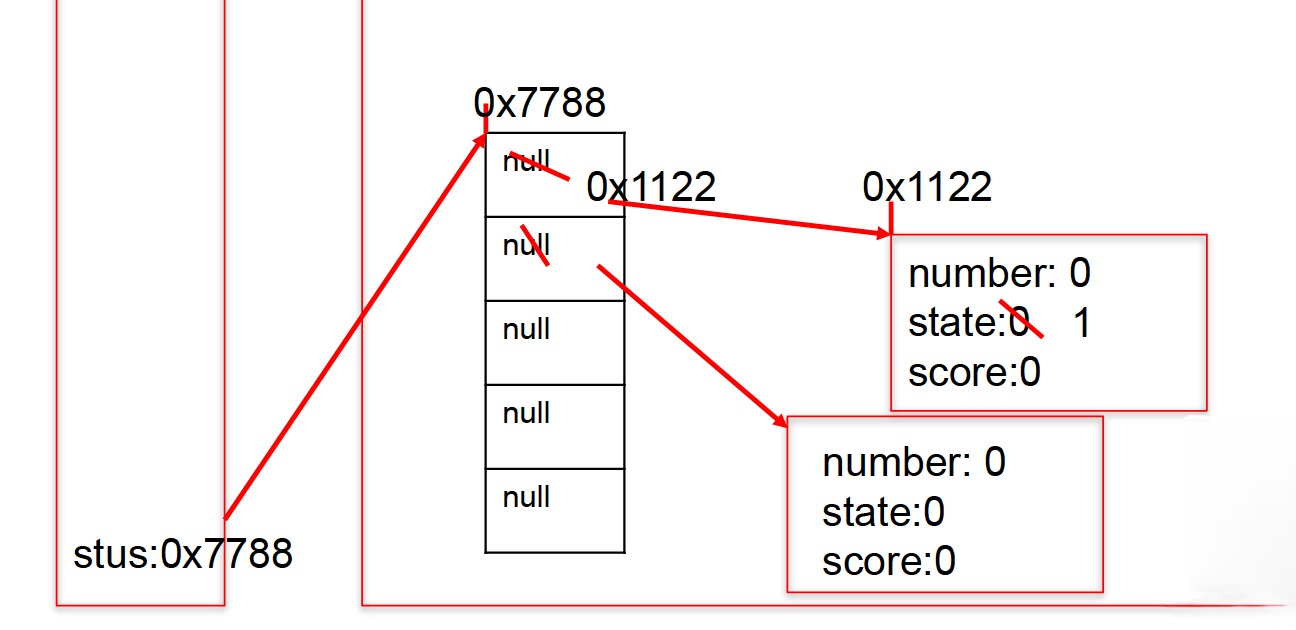 0x7788
null
0x1122
0x1122
null
number: 0
state:0 1
score:0
null
null
number: 0
state:0
score:0
null
stus:0x7788